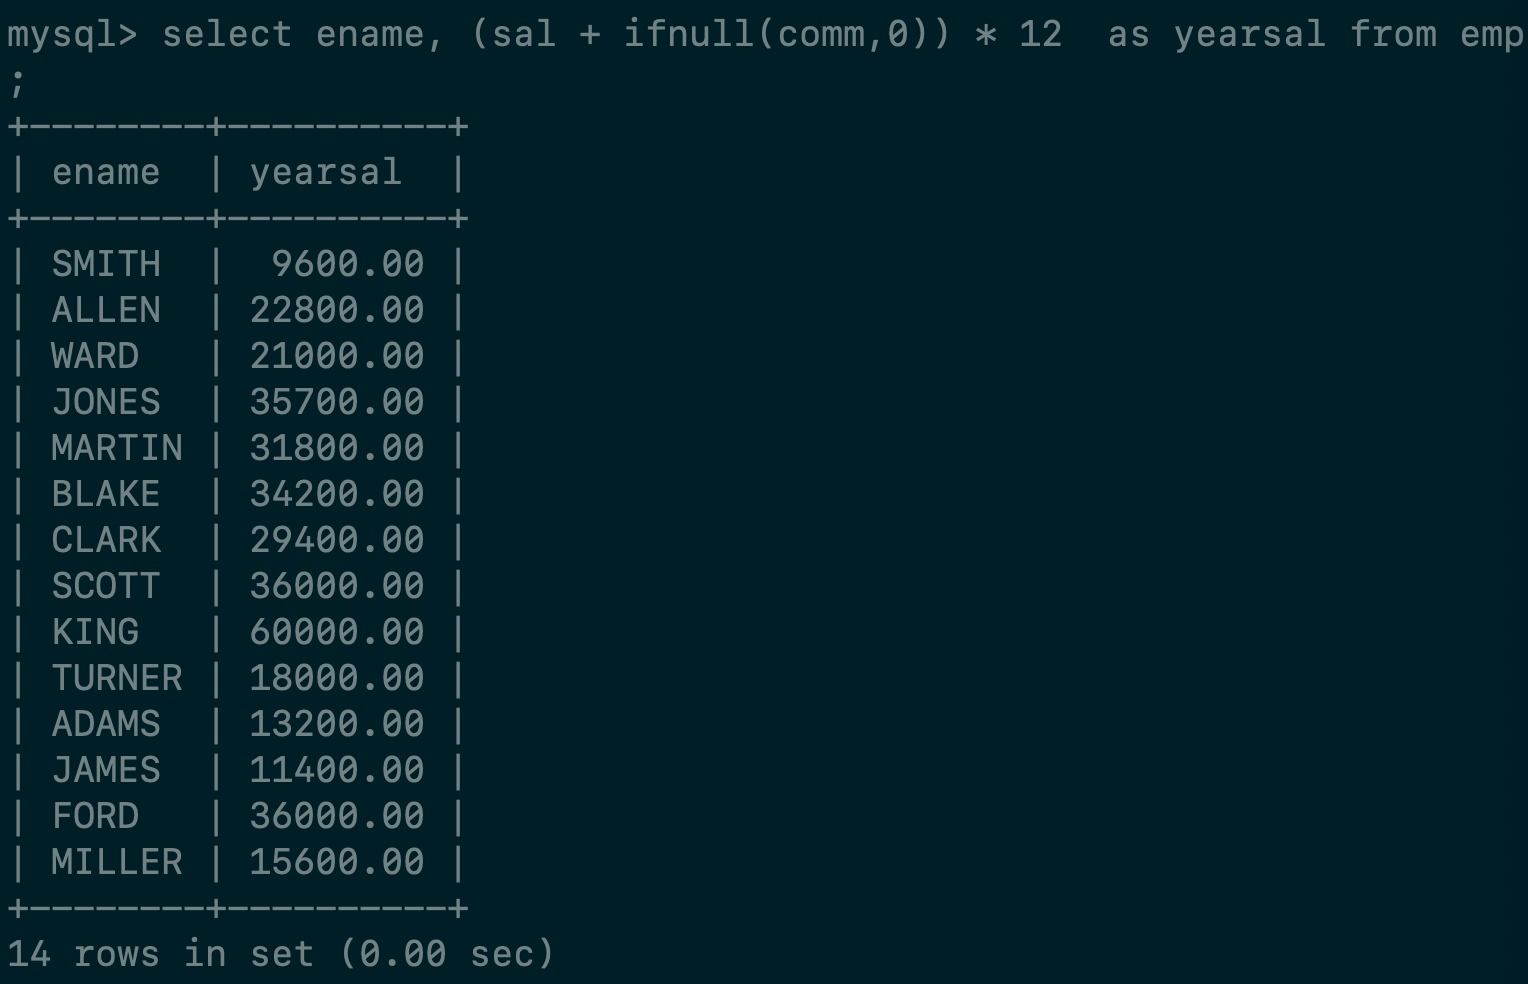 mysql> select ename, (sal + ifnull(comm,0)) * 12  as yearsal from emp
;
+--------+----------+
| ename  | yearsal  |
+--------+----------+
| SMITH  |  9600.00 |
| ALLEN  | 22800.00 |
| WARD   | 21000.00 |
| JONES  | 35700.00 |
| MARTIN | 31800.00 |
| BLAKE  | 34200.00 |
| CLARK  | 29400.00 |
| SCOTT  | 36000.00 |
| KING   | 60000.00 |
| TURNER | 18000.00 |
| ADAMS  | 13200.00 |
| JAMES  | 11400.00 |
| FORD   | 36000.00 |
| MILLER | 15600.00 |
+--------+----------+
14 rows in set (0.00 sec)